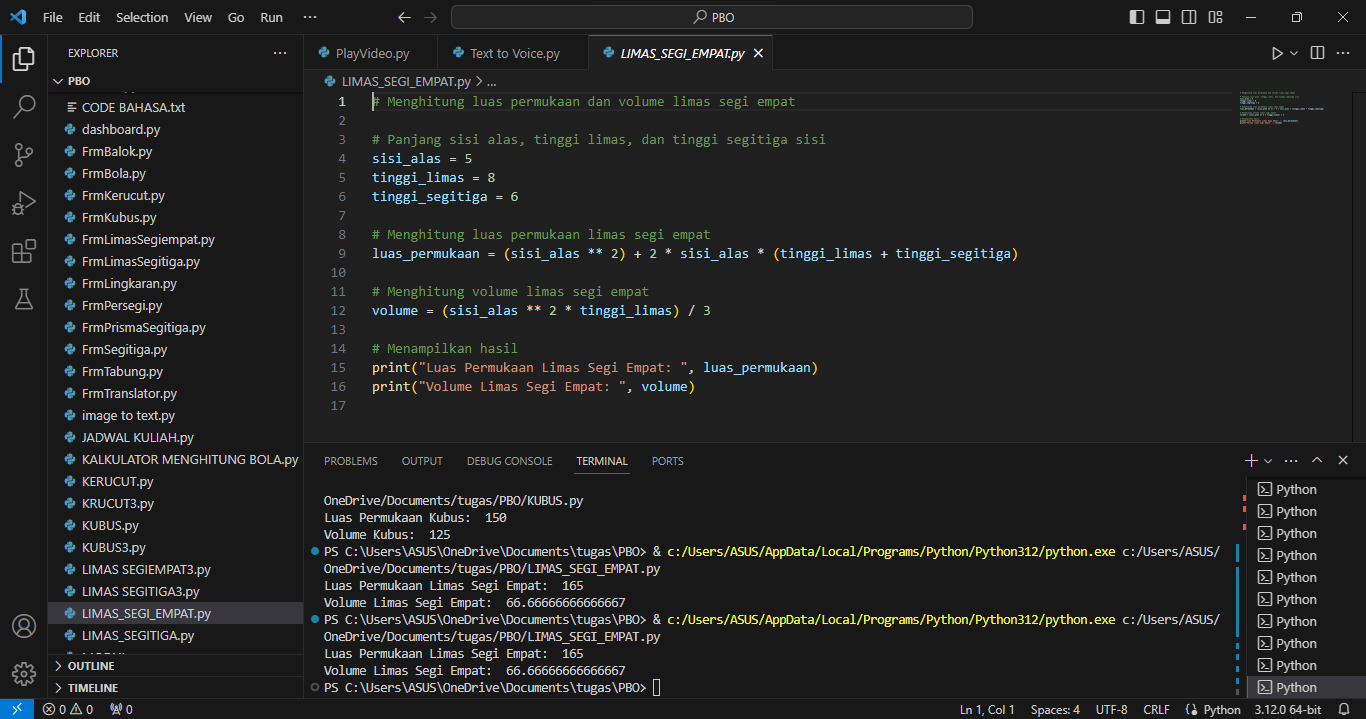 File Edit Selection View Go Run ··· PBO
EXPLORER ···
PBO
CODE BAHASA.txt
dashboard.py
FrmBalok.py
FrmBola.py
FrmKerucut.py
FrmKubus.py
FrmLimasSegiempat.py
FrmLimasSegitiga.py
FrmLingkaran.py
FrmPersegi.py
FrmPrismaSegitiga.py
FrmSegitiga.py
FrmTabung.py
FrmTranslator.py
image to text.py
JADWAL KULIAH.py
KALKULATOR MENGHITUNG BOLA.py
KERUCUT.py
KRUCUT3.py
KUBUS.py
KUBUS3.py
LIMAS SEGIEMPAT3.py
LIMAS SEGITIGA3.py
LIMAS_SEGI_EMPAT.py
LIMAS_SEGITIGA.py
OUTLINE
TIMELINE
PlayVideo.py Text to Voice.py LIMAS_SEGI_EMPAT.py
LIMAS_SEGI_EMPAT.py > ...
1 # Menghitung luas permukaan dan volume limas segi empat
2
3 # Panjang sisi alas, tinggi limas, dan tinggi segitiga sisi
4 sisi_alas = 5
5 tinggi_limas = 8
6 tinggi_segitiga = 6
7
8 # Menghitung luas permukaan limas segi empat
9 luas_permukaan = (sisi_alas ** 2) + 2 * sisi_alas * (tinggi_limas + tinggi_segitiga)
10
11 # Menghitung volume limas segi empat
12 volume = (sisi_alas ** 2 * tinggi_limas) / 3
13
14 # Menampilkan hasil
15 print("Luas Permukaan Limas Segi Empat: ", luas_permukaan)
16 print("Volume Limas Segi Empat: ", volume)
17
PROBLEMS OUTPUT DEBUG CONSOLE TERMINAL PORTS
OneDrive/Documents/tugas/PBO/KUBUS.py
Luas Permukaan Kubus:  150
Volume Kubus:  125
PS C:\Users\ASUS\OneDrive\Documents\tugas\PBO> & c:/Users/ASUS/AppData/Local/Programs/Python/Python312/python.exe c:/Users/ASUS/
OneDrive/Documents/tugas/PBO/LIMAS_SEGI_EMPAT.py
Luas Permukaan Limas Segi Empat:  165
Volume Limas Segi Empat:  66.66666666666667
PS C:\Users\ASUS\OneDrive\Documents\tugas\PBO> & c:/Users/ASUS/AppData/Local/Programs/Python/Python312/python.exe c:/Users/ASUS/
OneDrive/Documents/tugas/PBO/LIMAS_SEGI_EMPAT.py
Luas Permukaan Limas Segi Empat:  165
Volume Limas Segi Empat:  66.66666666666667
PS C:\Users\ASUS\OneDrive\Documents\tugas\PBO>
Python
Python
Python
Python
Python
Python
Python
Python
Python
Python
0 0 0 Ln 1, Col 1 Spaces: 4 UTF-8 CRLF Python 3.12.0 64-bit